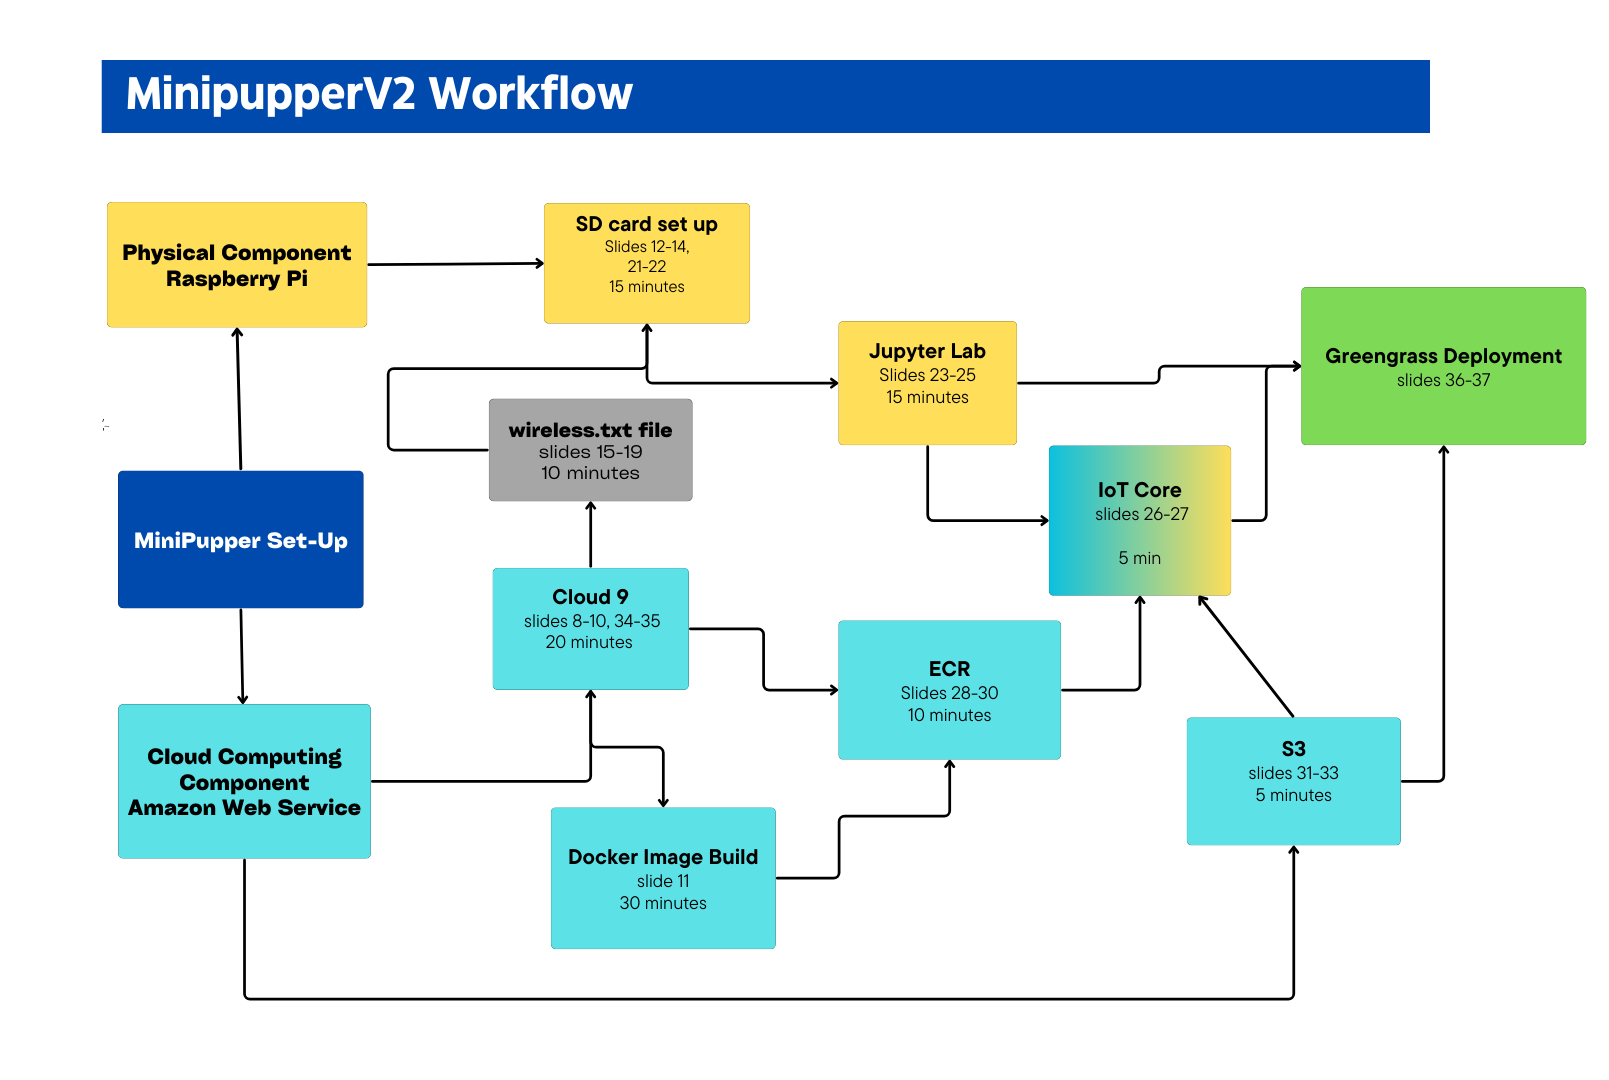 MinipupperV2 Workflow
Physical Component
Raspberry Pi
SD card set up
Slides 12-14,
21-22
15 minutes
Jupyter Lab
Slides 23-25
15 minutes
Greengrass Deployment
slides 36-37
wireless.txt file
slides 15-19
10 minutes
IoT Core
slides 26-27
5 min
MiniPupper Set-Up
Cloud 9
slides 8-10, 34-35
20 minutes
ECR
Slides 28-30
10 minutes
Cloud Computing
Component
Amazon Web Service
S3
slides 31-33
5 minutes
Docker Image Build
slide 11
30 minutes